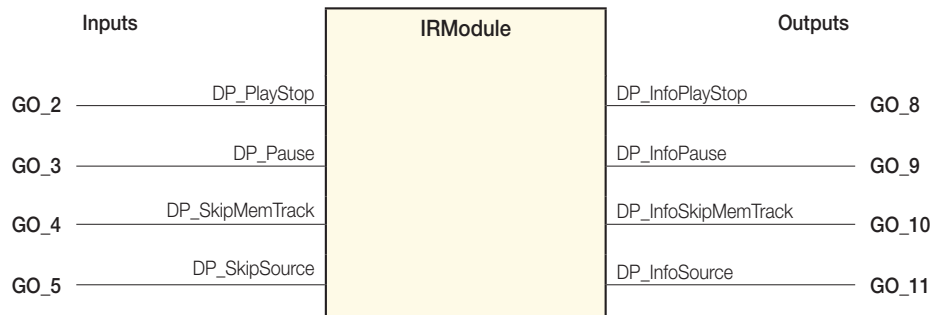 Inputs IRModule Outputs
GO_2 DP_PlayStop DP_InfoPlayStop GO_8
GO_3 DP_Pause DP_InfoPause GO_9
GO_4 DP_SkipMemTrack DP_InfoSkipMemTrack GO_10
GO_5 DP_SkipSource DP_InfoSource GO_11